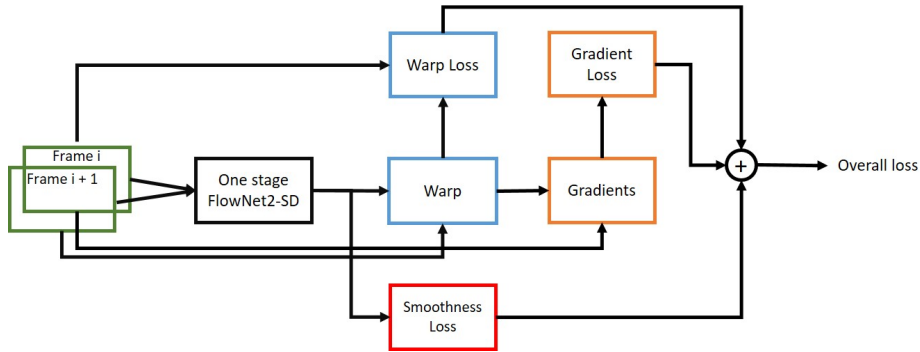 Warp Loss
Gradient
Loss
Frame i
Frame i + 1
One stage
FlowNet2-SD
Warp
Gradients
+
Overall loss
Smoothness
Loss